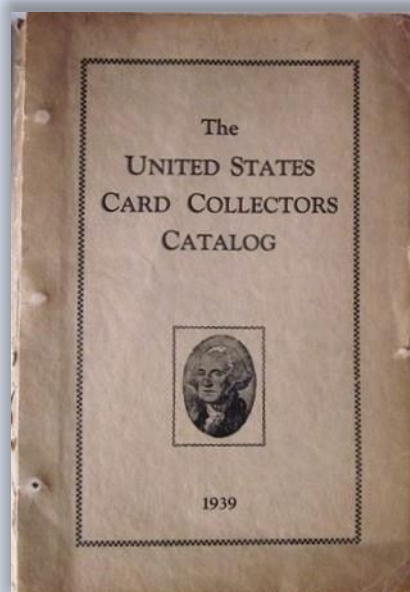 The
UNITED STATES
CARD COLLECTORS
CATALOG
1939